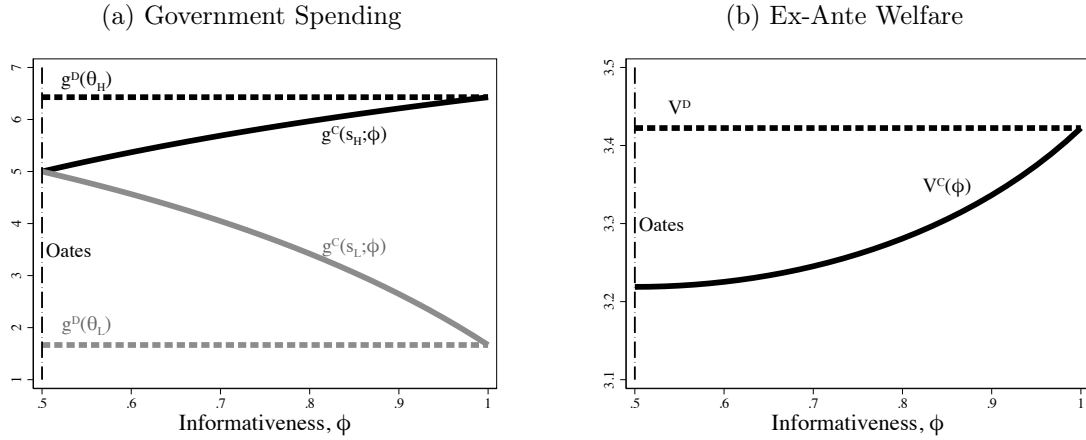 (a) Government Spending
7
6
5
4
3
2
1
g^D(θ_H)
g^C(s_H;ϕ)
Oates
g^C(s_L;ϕ)
g^D(θ_L)
.5 .6 .7 .8 .9 1
Informativeness, ϕ
(b) Ex-Ante Welfare
3.5
3.4
3.3
3.2
3.1
V^D
V^C(ϕ)
Oates
.5 .6 .7 .8 .9 1
Informativeness, ϕ